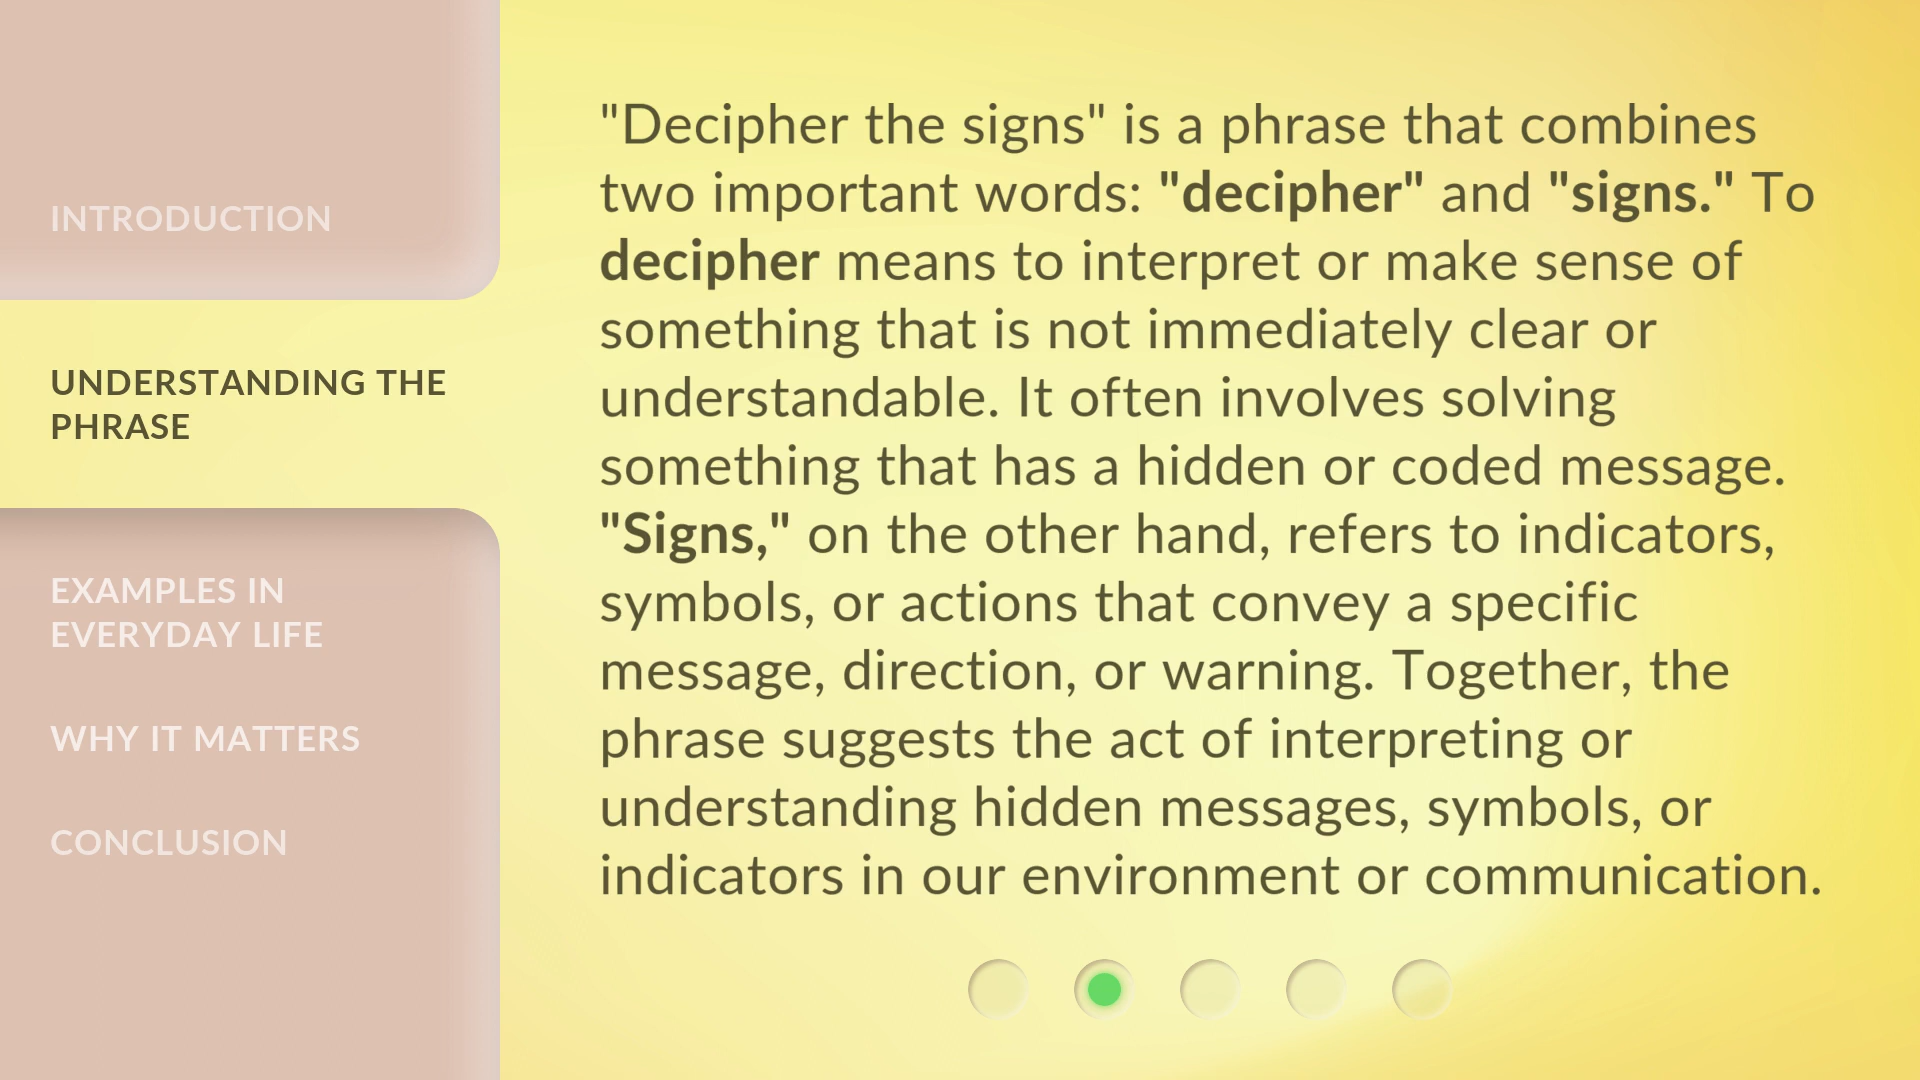 INTRODUCTION
UNDERSTANDING THE
PHRASE
EXAMPLES IN
EVERYDAY LIFE
WHY IT MATTERS
CONCLUSION
"Decipher the signs" is a phrase that combines
two important words: "decipher" and "signs." To
decipher means to interpret or make sense of
something that is not immediately clear or
understandable. It often involves solving
something that has a hidden or coded message.
"Signs," on the other hand, refers to indicators,
symbols, or actions that convey a specific
message, direction, or warning. Together, the
phrase suggests the act of interpreting or
understanding hidden messages, symbols, or
indicators in our environment or communication.